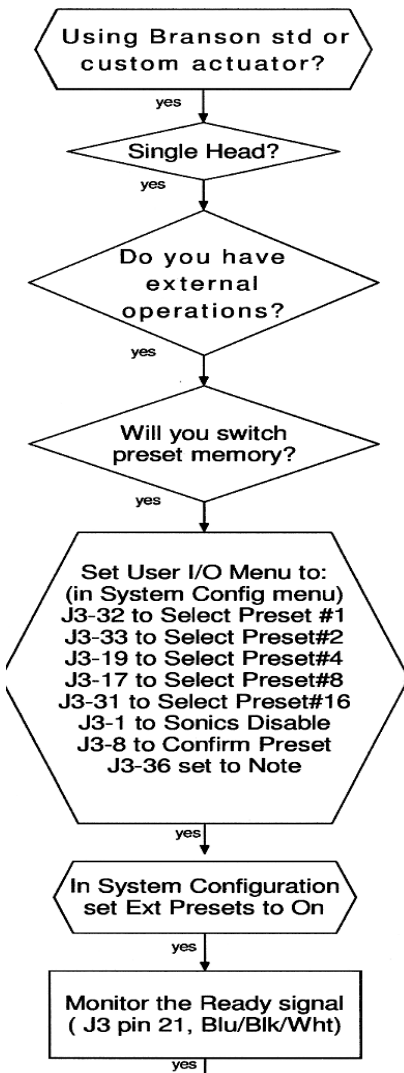 Using Branson std or
custom actuator?
yes
Single Head?
yes
Do you have
external
operations?
yes
Will you switch
preset memory?
yes
Set User I/O Menu to:
(in System Config menu)
J3-32 to Select Preset #1
J3-33 to Select Preset#2
J3-19 to Select Preset#4
J3-17 to Select Preset#8
J3-31 to Select Preset#16
J3-1 to Sonics Disable
J3-8 to Confirm Preset
J3-36 set to Note
yes
In System Configuration
set Ext Presets to On
yes
Monitor the Ready signal
( J3 pin 21, Blu/Blk/Wht)
yes